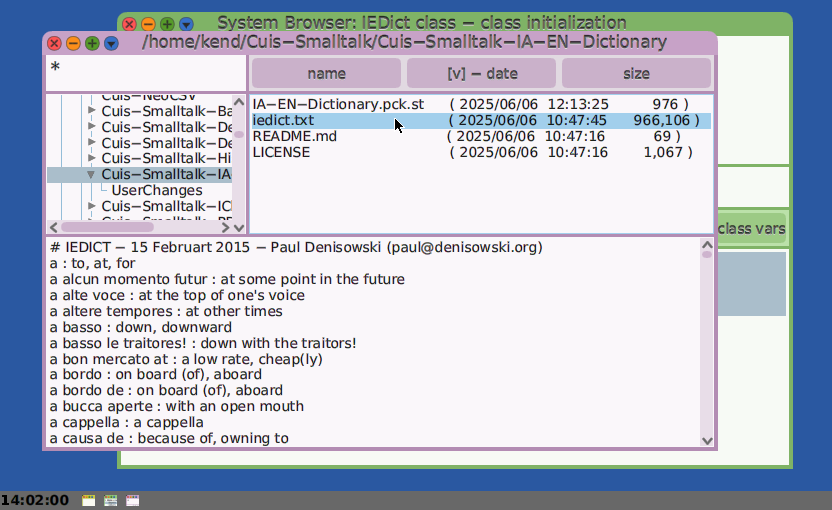 System Browser: IEDict class − class initialization
/home/kend/Cuis−Smalltalk/Cuis−Smalltalk−IA−EN−Dictionary
*
name
[v] − date
size
Cuis−NeoCSV
Cuis−Smalltalk−Ba
Cuis−Smalltalk−De
Cuis−Smalltalk−De
Cuis−Smalltalk−Hi
Cuis−Smalltalk−IA
UserChanges
Cuis−Smalltalk−IC
IA−EN−Dictionary.pck.st ( 2025/06/06 12:13:25 976 )
iedict.txt ( 2025/06/06 10:47:45 966,106 )
README.md ( 2025/06/06 10:47:16 69 )
LICENSE ( 2025/06/06 10:47:16 1,067 )
class vars
# IEDICT − 15 Februart 2015 − Paul Denisowski (paul@denisowski.org)
a : to, at, for
a alcun momento futur : at some point in the future
a alte voce : at the top of one's voice
a altere tempores : at other times
a basso : down, downward
a basso le traitores! : down with the traitors!
a bon mercato at : a low rate, cheap(ly)
a bordo : on board (of), aboard
a bordo de : on board (of), aboard
a bucca aperte : with an open mouth
a cappella : a cappella
a causa de : because of, owning to
14:02:00